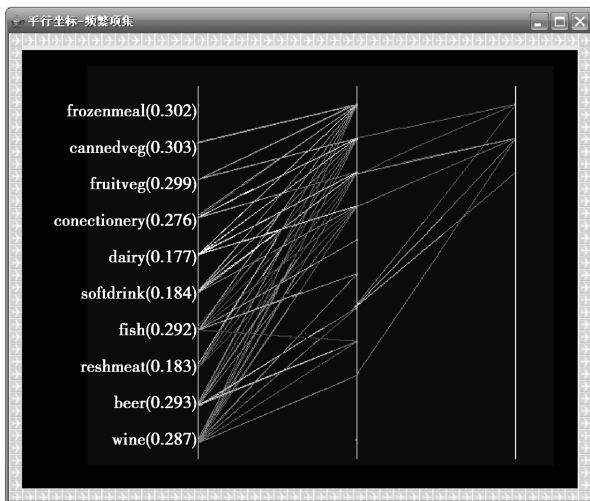 平行坐标-频繁项集
frozenmeal(0.302)
cannedveg(0.303)
fruitveg(0.299)
conectionery(0.276)
dairy(0.177)
softdrink(0.184)
fish(0.292)
reshmeat(0.183)
beer(0.293)
wine(0.287)